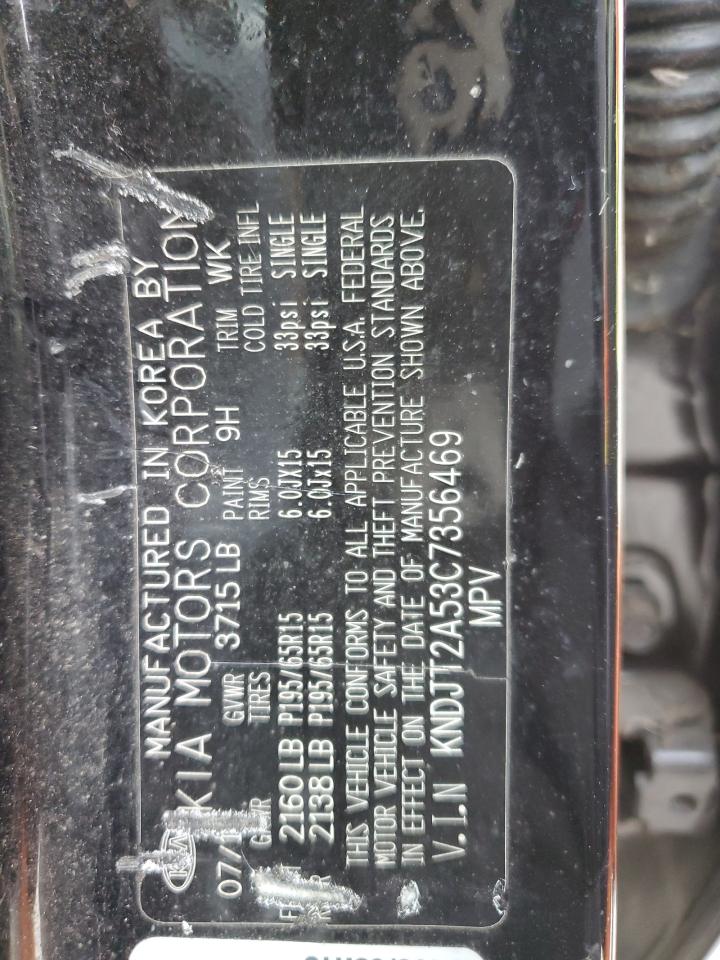 MANUFACTURED IN KOREA BY
KIA MOTORS CORPORATION
07/1 3715 LB PAINT 9H TRIM WK
GVWR
TIRES RIMS COLD TIRE INFL
2160 LB P195/65R15 6.0Jx15 33psi SINGLE
2138 LB P195/65R15 6.0Jx15 33psi SINGLE
THIS VEHICLE CONFORMS TO ALL APPLICABLE U.S.A. FEDERAL
MOTOR VEHICLE SAFETY AND THEFT PREVENTION STANDARDS
IN EFFECT ON THE DATE OF MANUFACTURE SHOWN ABOVE.
V.I.N KNDJT2A53C7356469
MPV